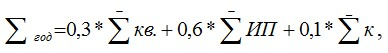 ∑ год=0,3* ∑̄ кв. + 0,6* ∑̄ ИП + 0,1* ∑̄ к ,